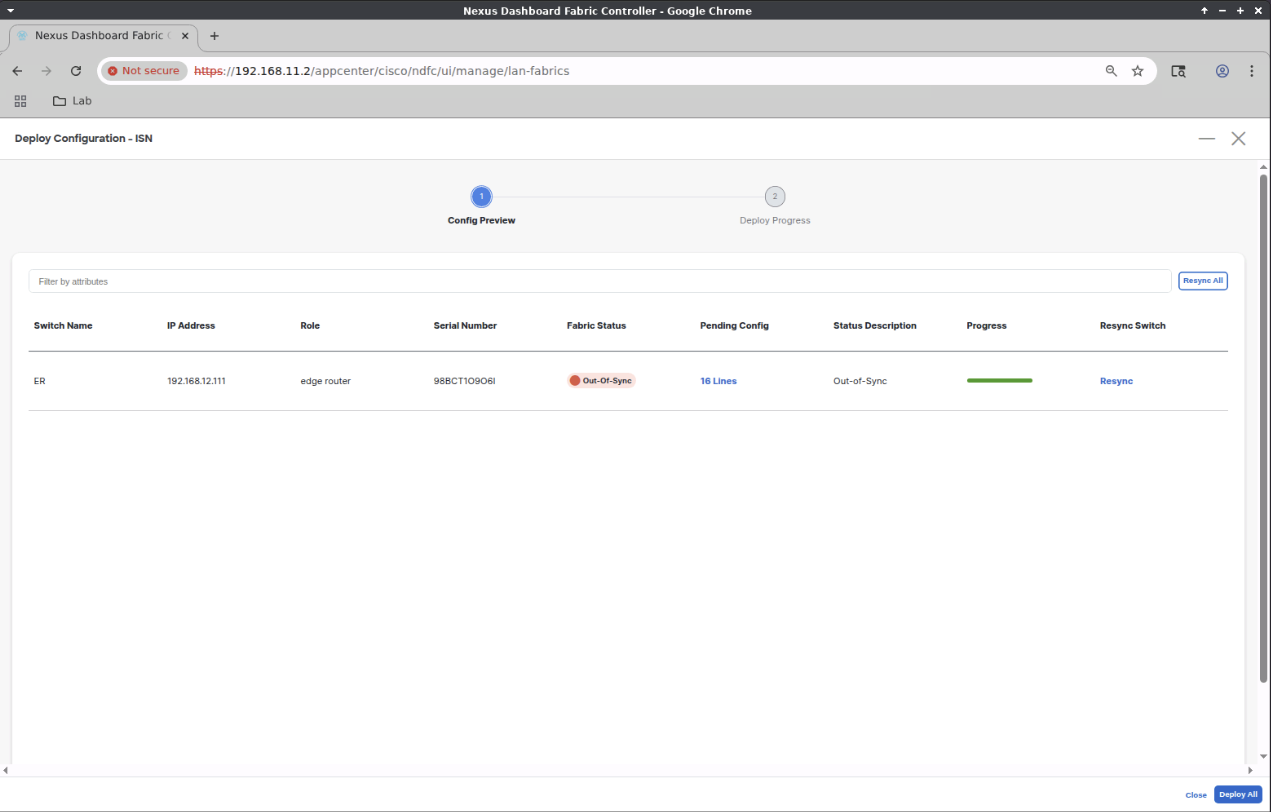 Nexus Dashboard Fabric Controller - Google Chrome
Nexus Dashboard Fabric
Not secure https://192.168.11.2/appcenter/cisco/ndfc/ui/manage/lan-fabrics
Lab
Deploy Configuration - ISN
1 2
Config Preview Deploy Progress
Filter by attributes Resync All
Switch Name IP Address Role Serial Number Fabric Status Pending Config Status Description Progress Resync Switch
ER 192.168.12.111 edge router 98BCT1O9O6I Out-Of-Sync 16 Lines Out-of-Sync Resync
Close Deploy All